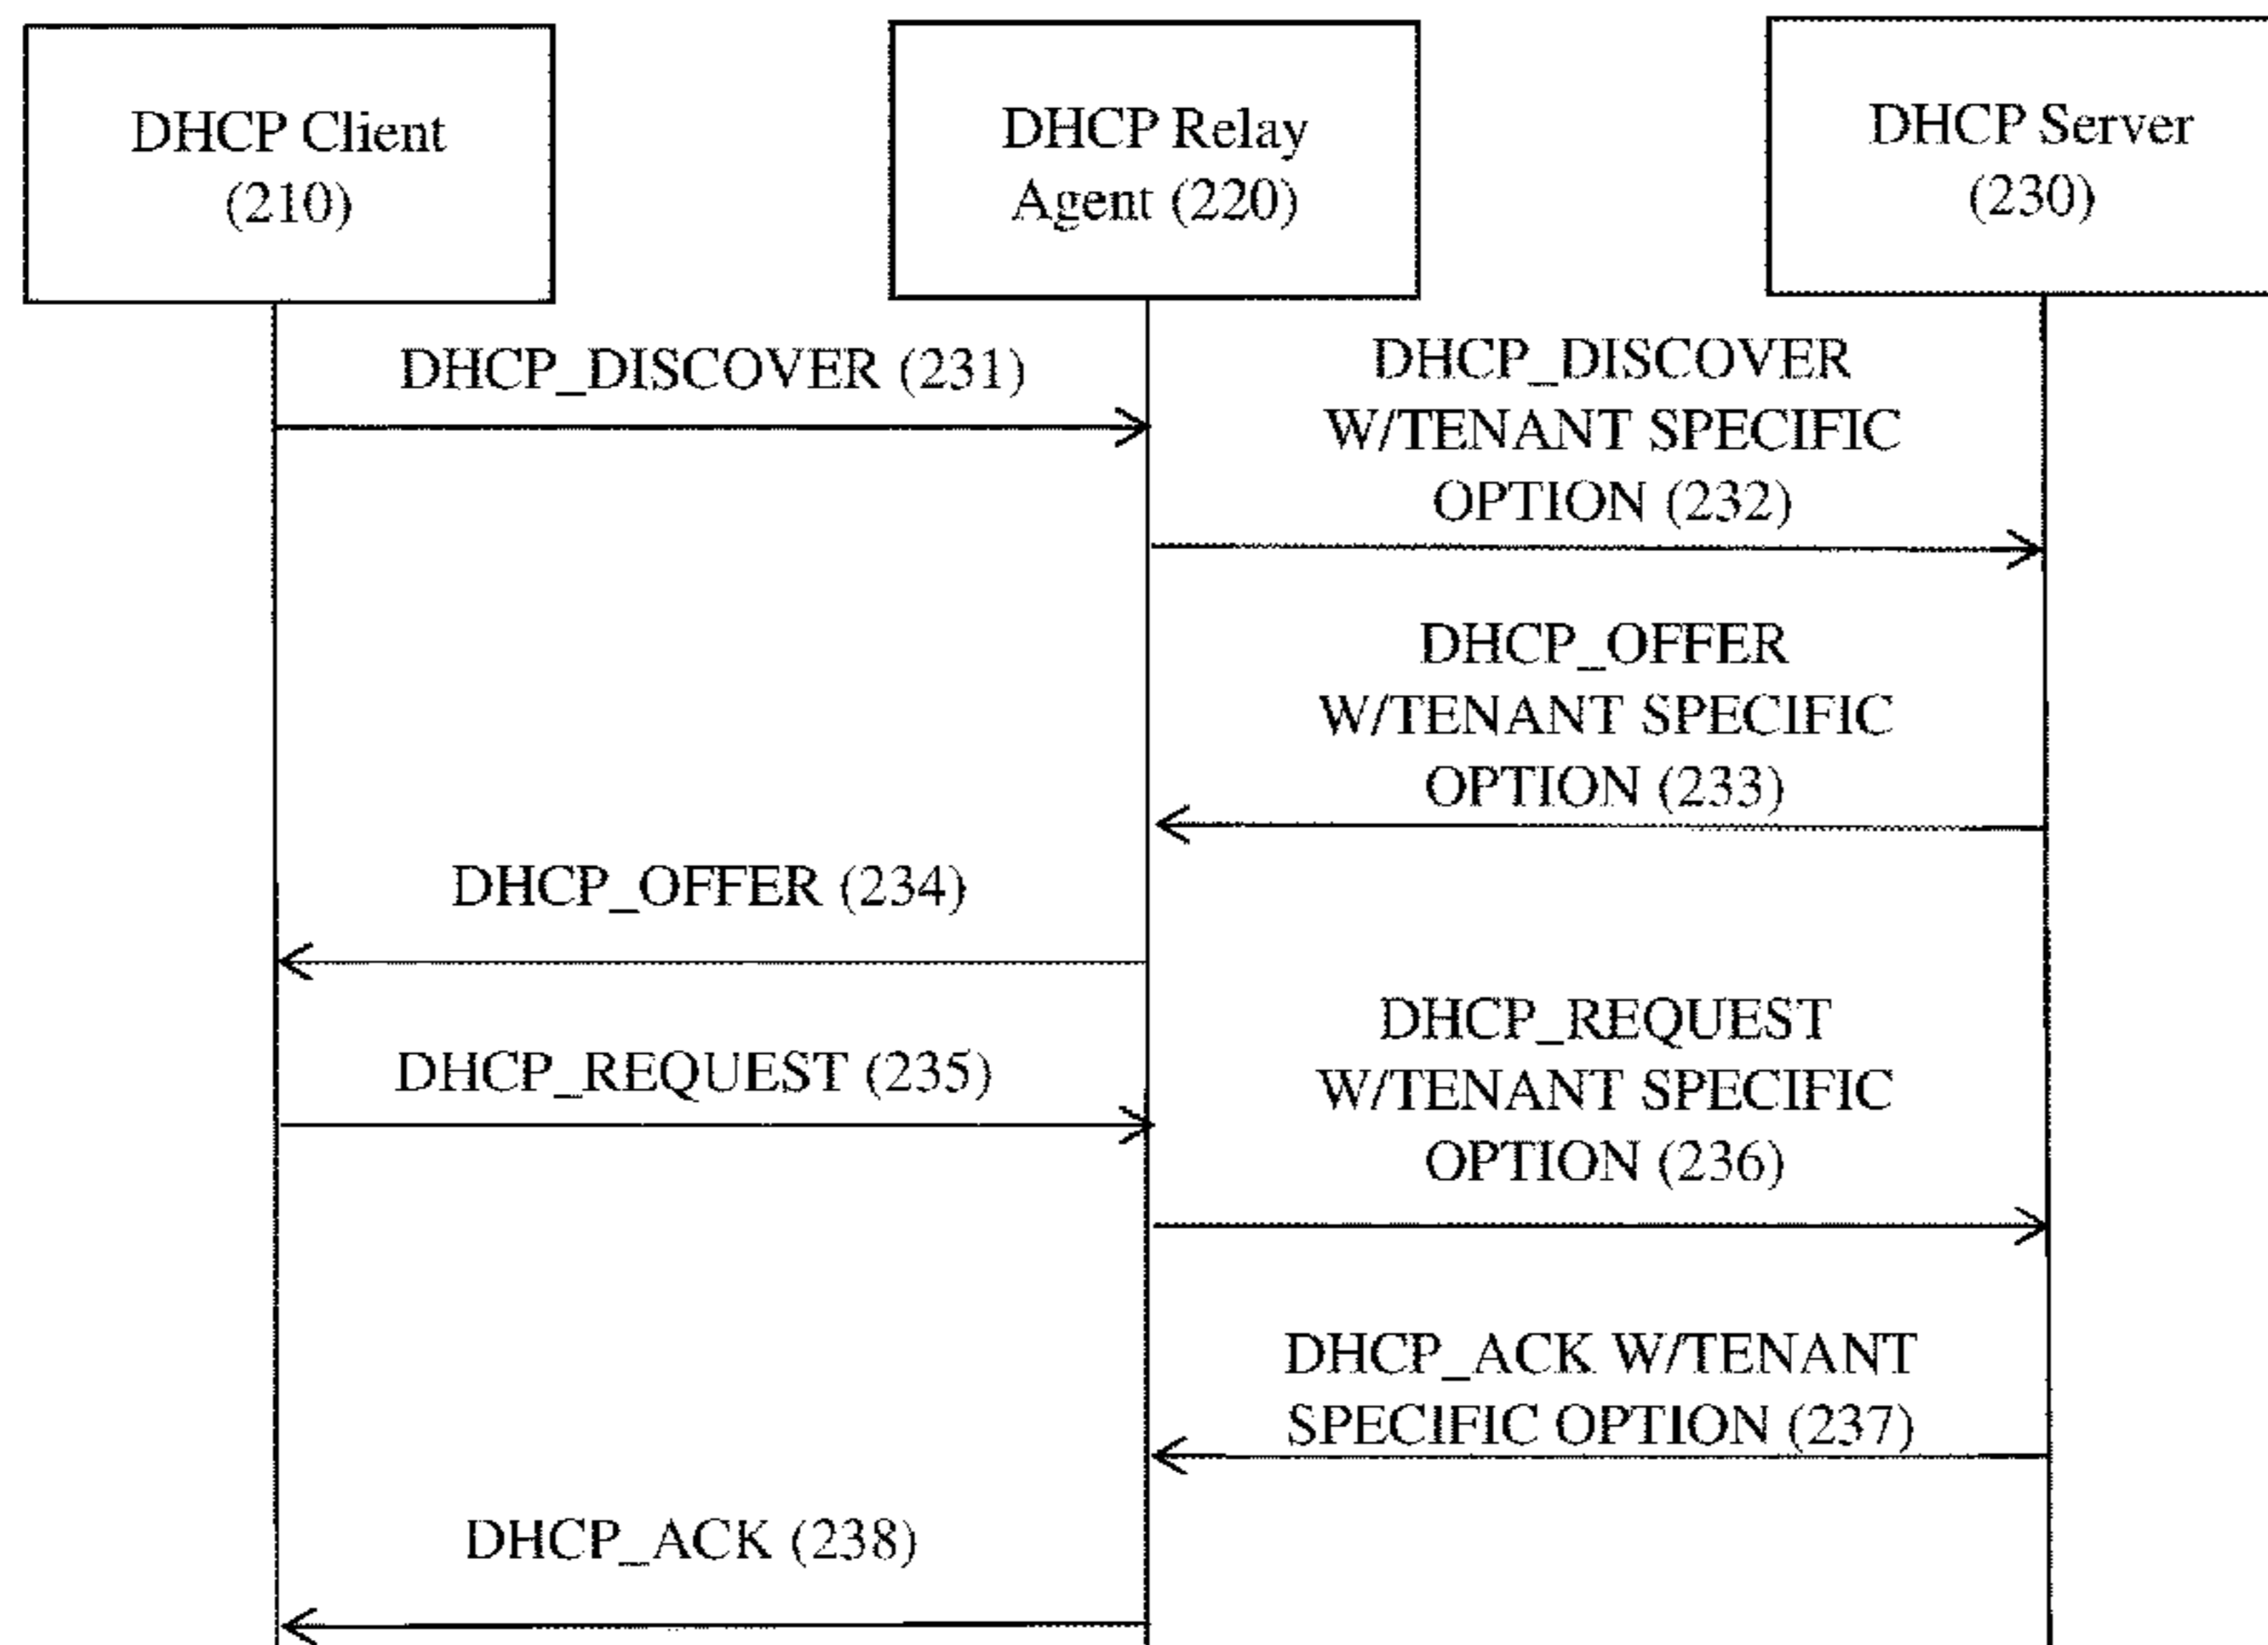 DHCP Client
(210)
DHCP Relay
Agent (220)
DHCP Server
(230)
DHCP_DISCOVER (231)
DHCP_DISCOVER
W/TENANT SPECIFIC
OPTION (232)
DHCP_OFFER
W/TENANT SPECIFIC
OPTION (233)
DHCP_OFFER (234)
DHCP_REQUEST (235)
DHCP_REQUEST
W/TENANT SPECIFIC
OPTION (236)
DHCP_ACK W/TENANT
SPECIFIC OPTION (237)
DHCP_ACK (238)